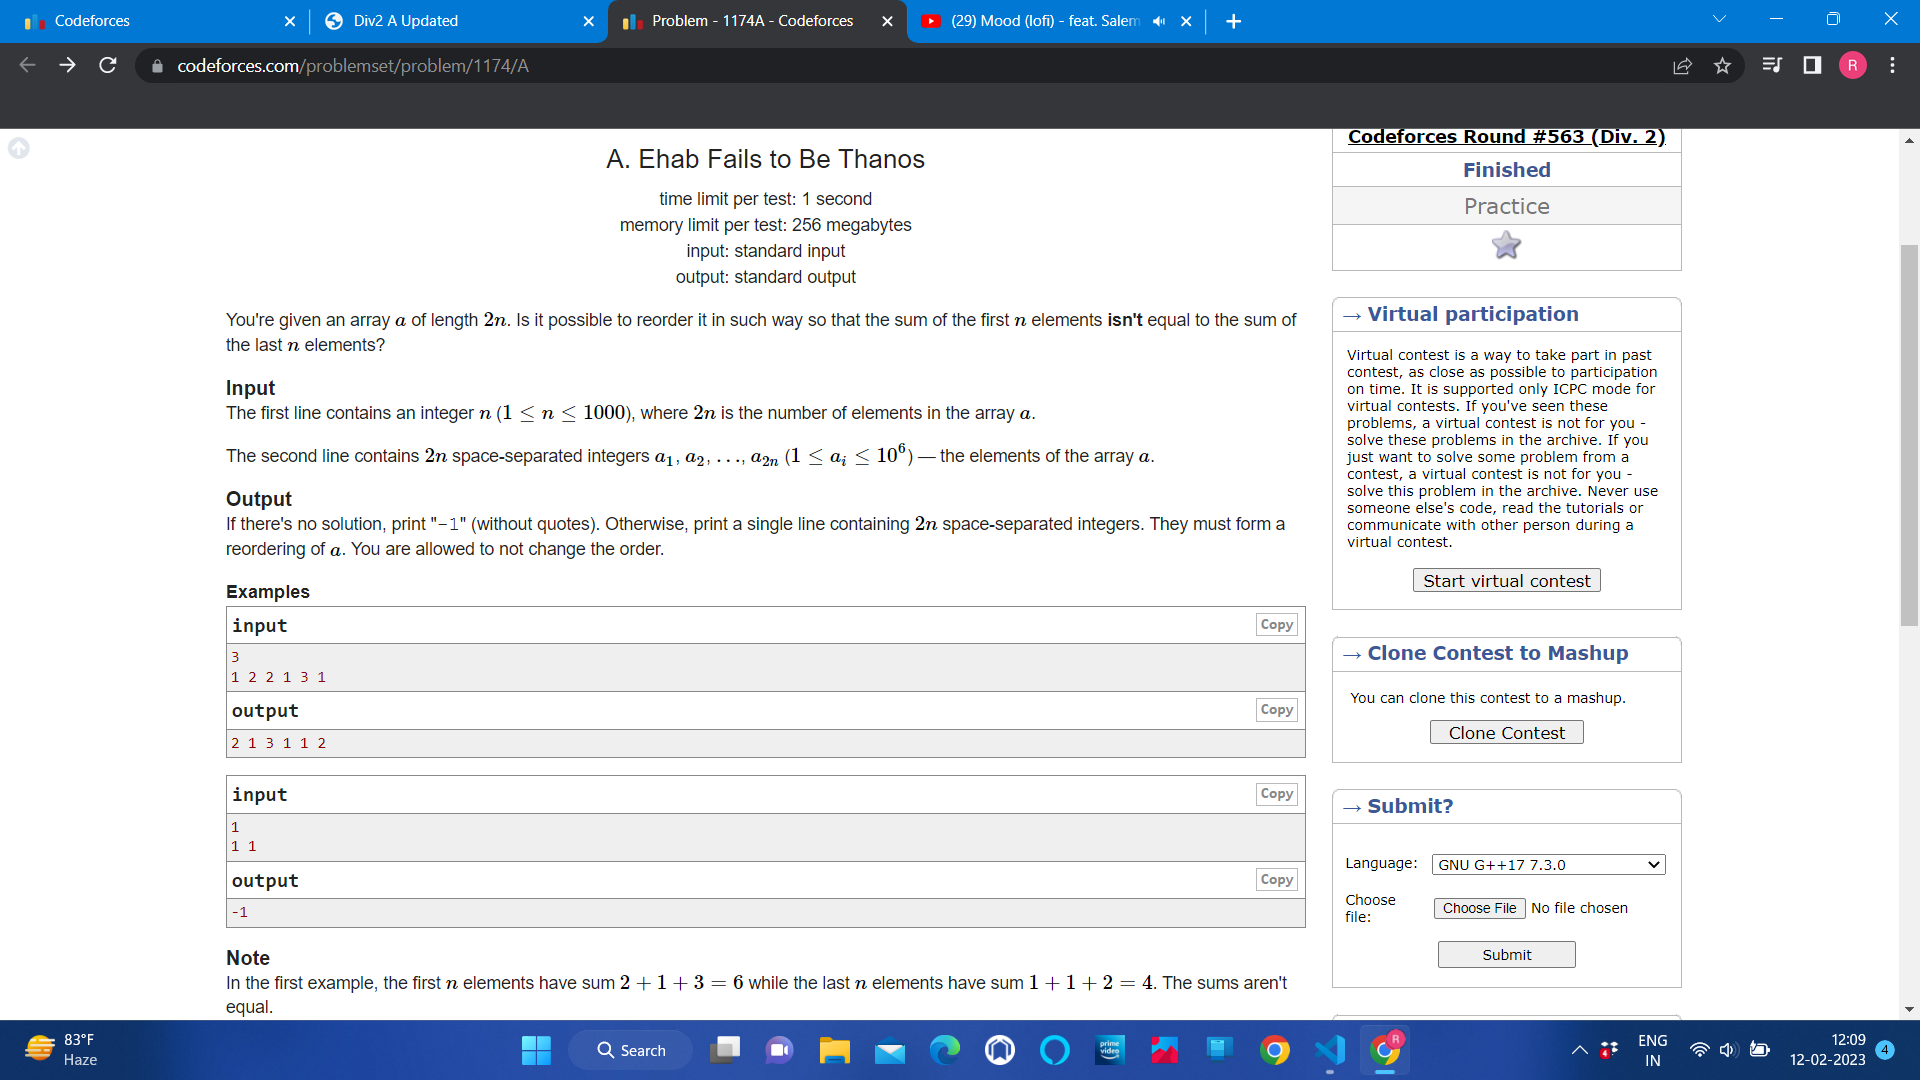 Codeforces
Div2 A Updated
Problem - 1174A - Codeforces
(29) Mood (lofi) - feat. Salem
codeforces.com/problemset/problem/1174/A
R
A. Ehab Fails to Be Thanos
time limit per test: 1 second
memory limit per test: 256 megabytes
input: standard input
output: standard output
You're given an array a of length 2n. Is it possible to reorder it in such way so that the sum of the first n elements isn't equal to the sum of
the last n elements?
Input
The first line contains an integer n (1 ≤ n ≤ 1000), where 2n is the number of elements in the array a.
The second line contains 2n space-separated integers a₁, a₂, …, a₂ₙ (1 ≤ aᵢ ≤ 10⁶) — the elements of the array a.
Output
If there's no solution, print "-1" (without quotes). Otherwise, print a single line containing 2n space-separated integers. They must form a
reordering of a. You are allowed to not change the order.
Examples
input
Copy
3
1 2 2 1 3 1
output
Copy
2 1 3 1 1 2
input
Copy
1
1 1
output
Copy
-1
Note
In the first example, the first n elements have sum 2 + 1 + 3 = 6 while the last n elements have sum 1 + 1 + 2 = 4. The sums aren't
equal.
Codeforces Round #563 (Div. 2)
Finished
Practice
→ Virtual participation
Virtual contest is a way to take part in past
contest, as close as possible to participation
on time. It is supported only ICPC mode for
virtual contests. If you've seen these
problems, a virtual contest is not for you -
solve these problems in the archive. If you
just want to solve some problem from a
contest, a virtual contest is not for you -
solve this problem in the archive. Never use
someone else's code, read the tutorials or
communicate with other person during a
virtual contest.
Start virtual contest
→ Clone Contest to Mashup
You can clone this contest to a mashup.
Clone Contest
→ Submit?
Language:
GNU G++17 7.3.0
Choose
file:
Choose File No file chosen
Submit
83°F
Haze
Search
prime
video
R
ENG
IN
12:09
12-02-2023
4